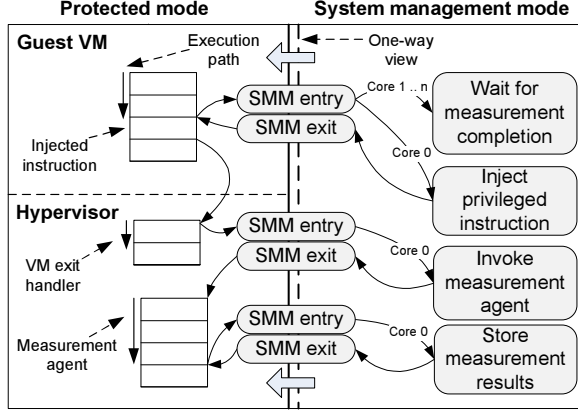 Protected mode
System management mode
Guest VM
Execution
path
One-way
view
Injected
instruction
SMM entry
SMM exit
Core 1 .. n
Core 0
Wait for
measurement
completion
Inject
privileged
instruction
Hypervisor
VM exit
handler
SMM entry
SMM exit
Core 0
Invoke
measurement
agent
Measurement
agent
SMM entry
SMM exit
Core 0
Store
measurement
results